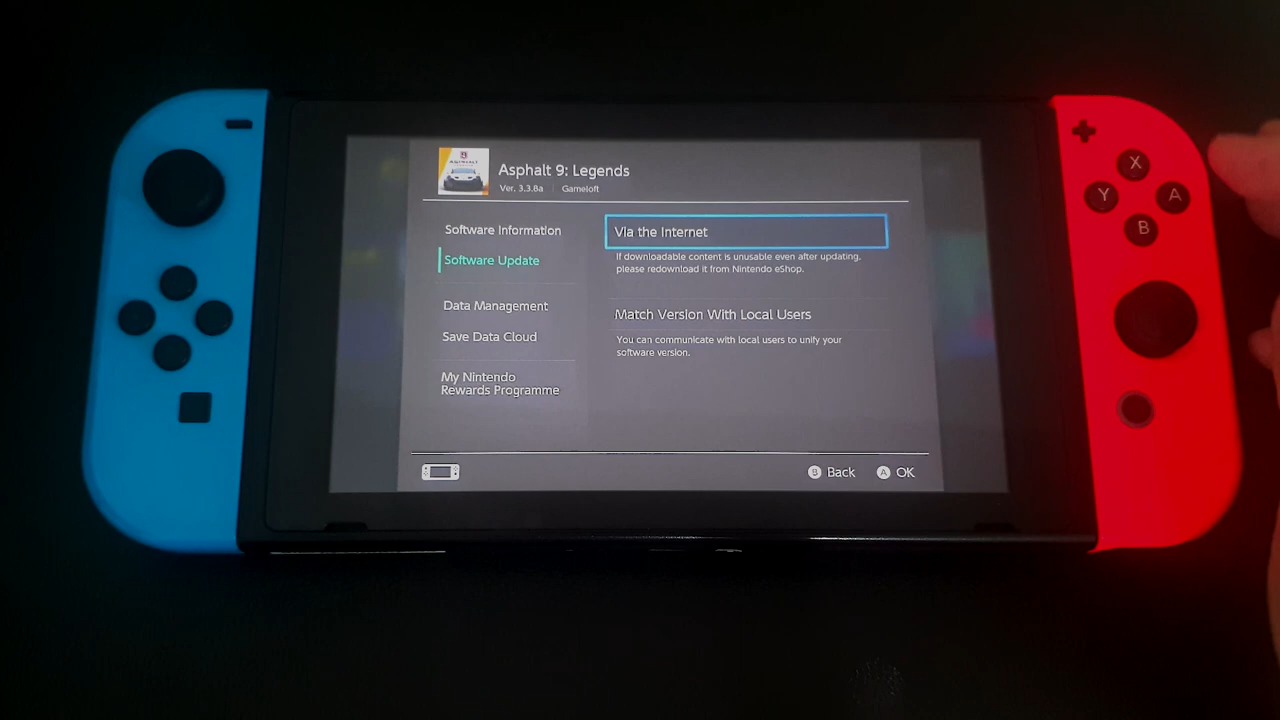 ASPHALT
Asphalt 9: Legends
Ver. 3.3.8a Gameloft
Software Information
Software Update
Data Management
Save Data Cloud
My Nintendo
Rewards Programme
Via the Internet
If downloadable content is unusable even after updating,
please redownload it from Nintendo eShop.
Match Version With Local Users
You can communicate with local users to unify your
software version.
B Back A OK
X
Y A
B